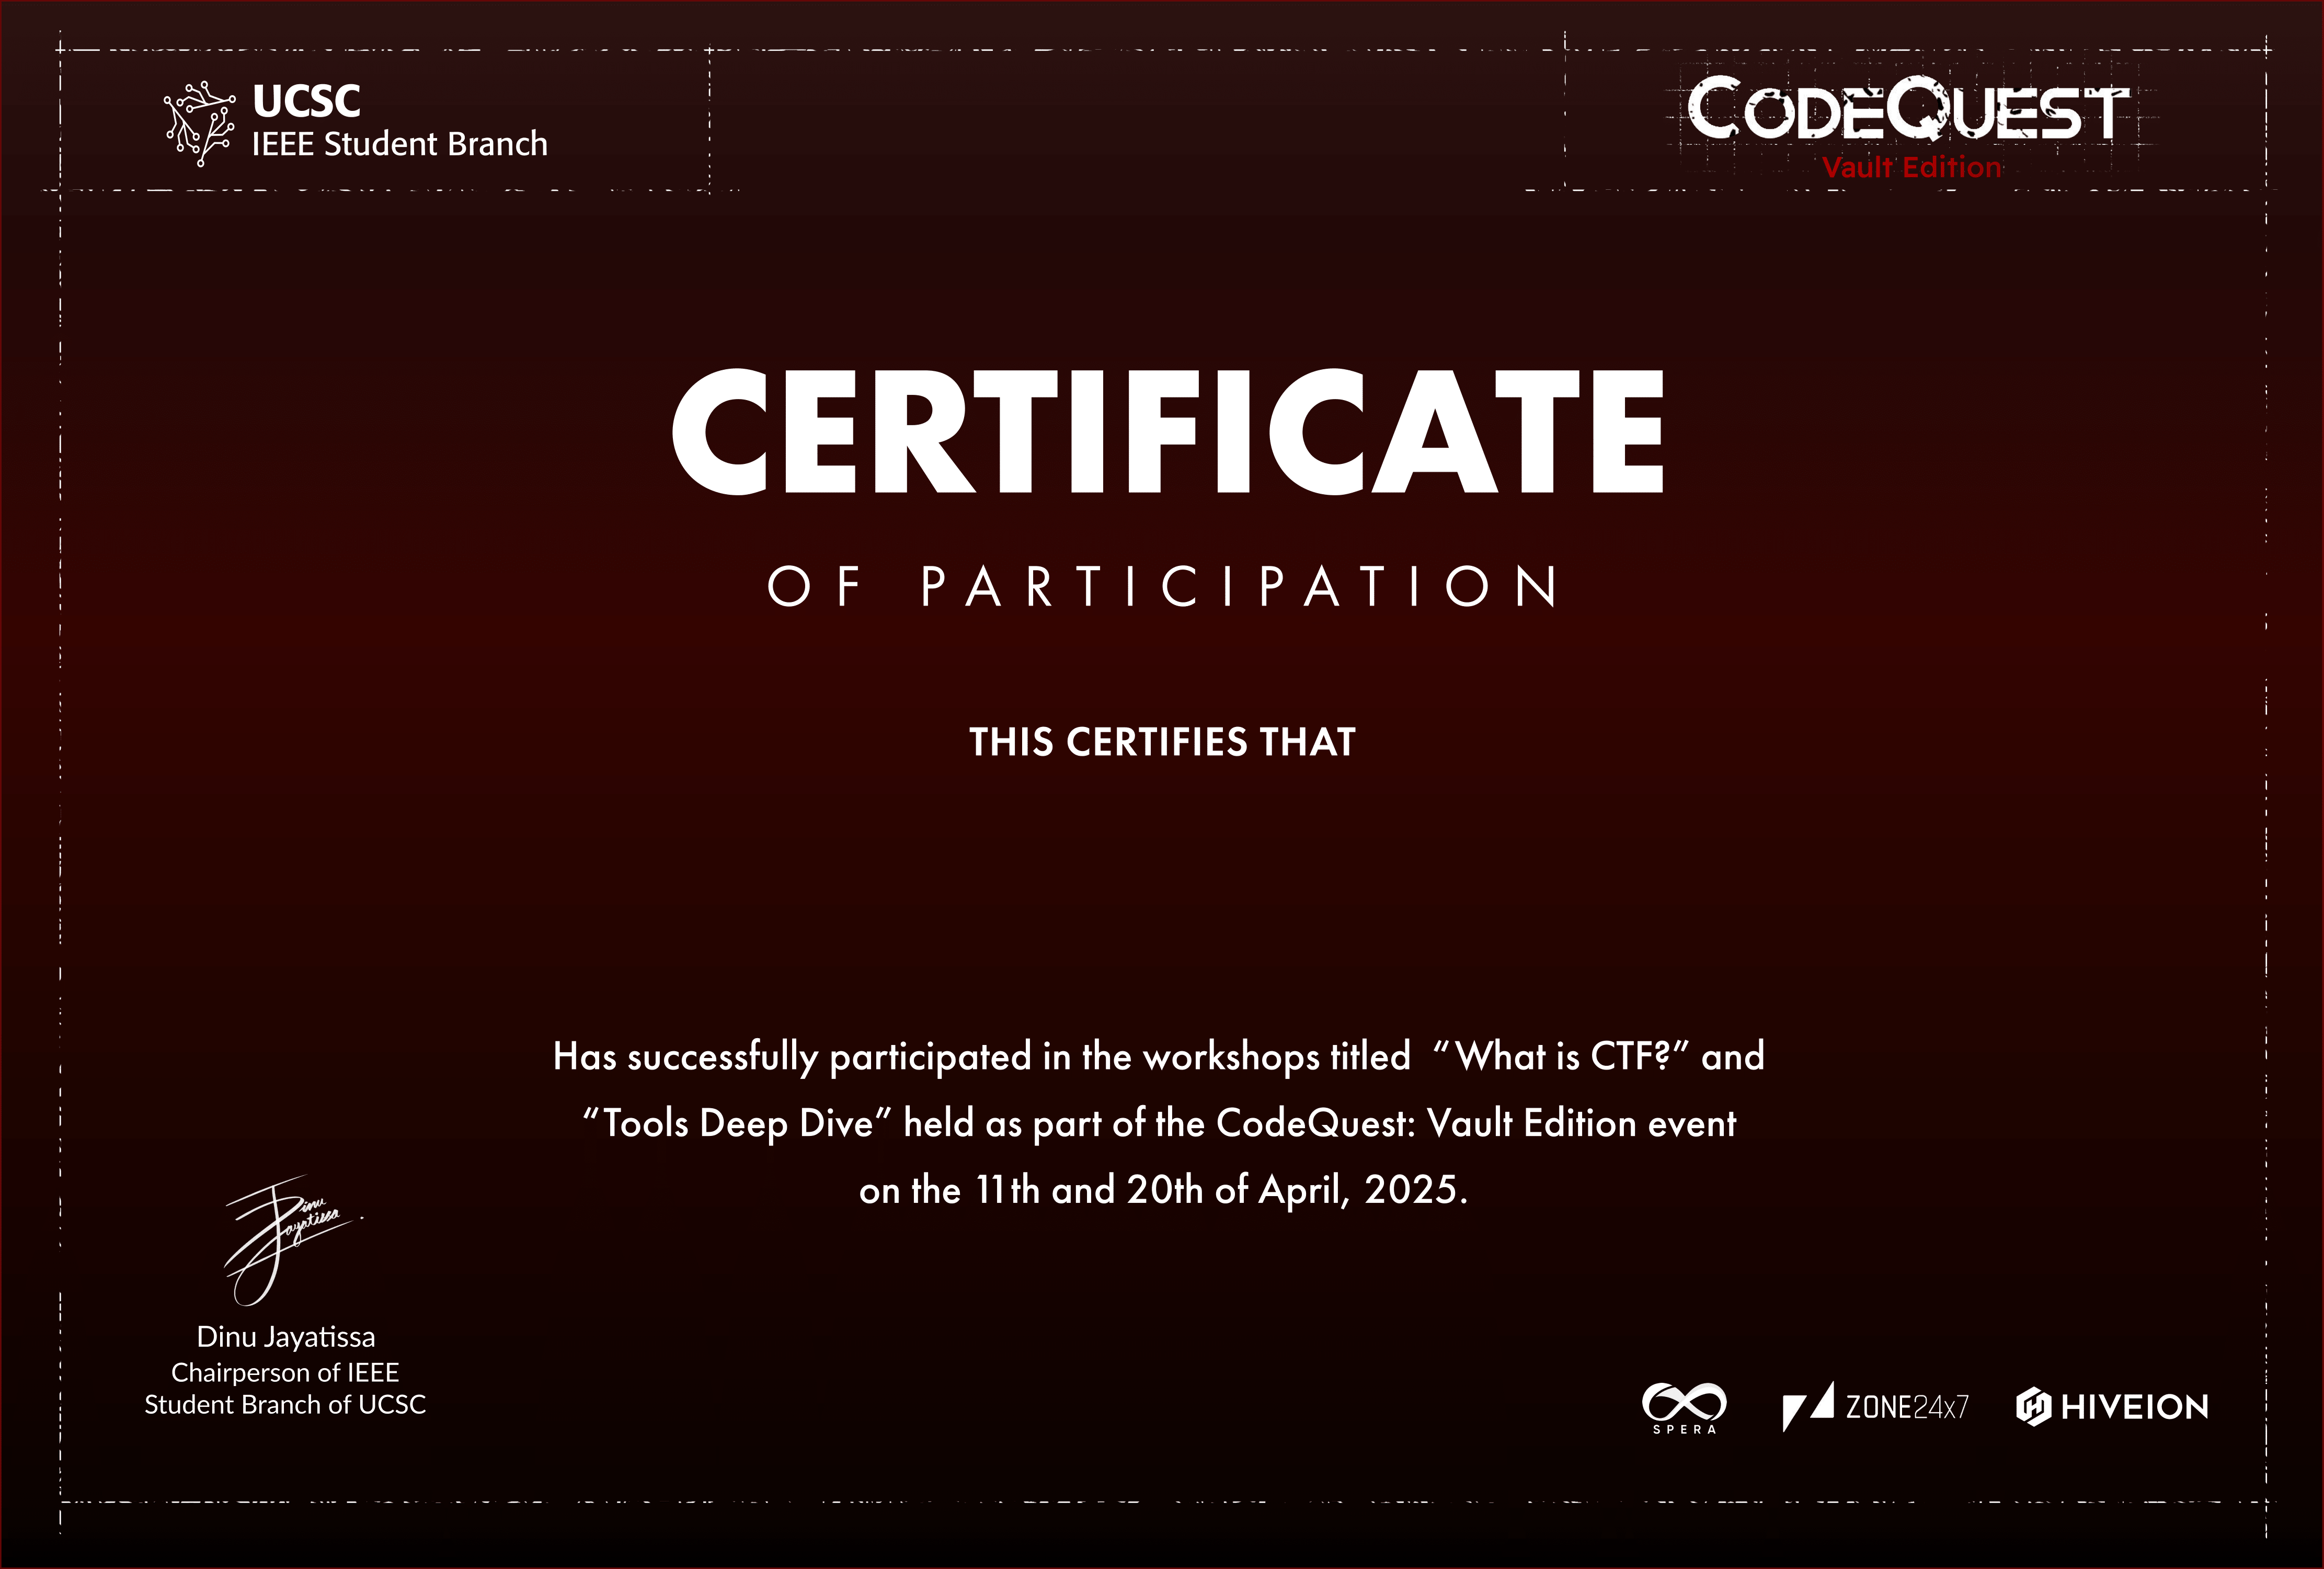 UCSC
IEEE Student Branch
CODEQUEST
Vault Edition
CERTIFICATE
OF PARTICIPATION
THIS CERTIFIES THAT
Has successfully participated in the workshops titled “What is CTF?” and
“Tools Deep Dive” held as part of the CodeQuest: Vault Edition event
on the 11th and 20th of April, 2025.
Dinu
Jayatissa
Dinu Jayatissa
Chairperson of IEEE
Student Branch of UCSC
SPERA
ZONE24x7
HIVEION